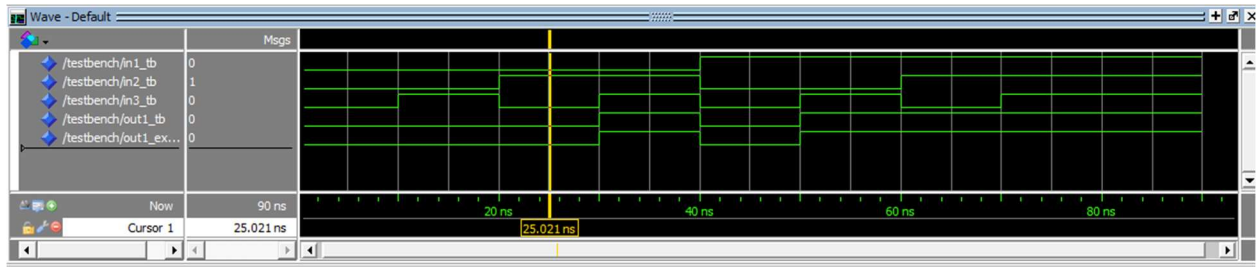 Wave - Default
Msgs
/testbench/in1_tb 0
/testbench/in2_tb 1
/testbench/in3_tb 0
/testbench/out1_tb 0
/testbench/out1_ex... 0
Now 90 ns 20 ns 40 ns 60 ns 80 ns
Cursor 1 25.021 ns 25.021 ns